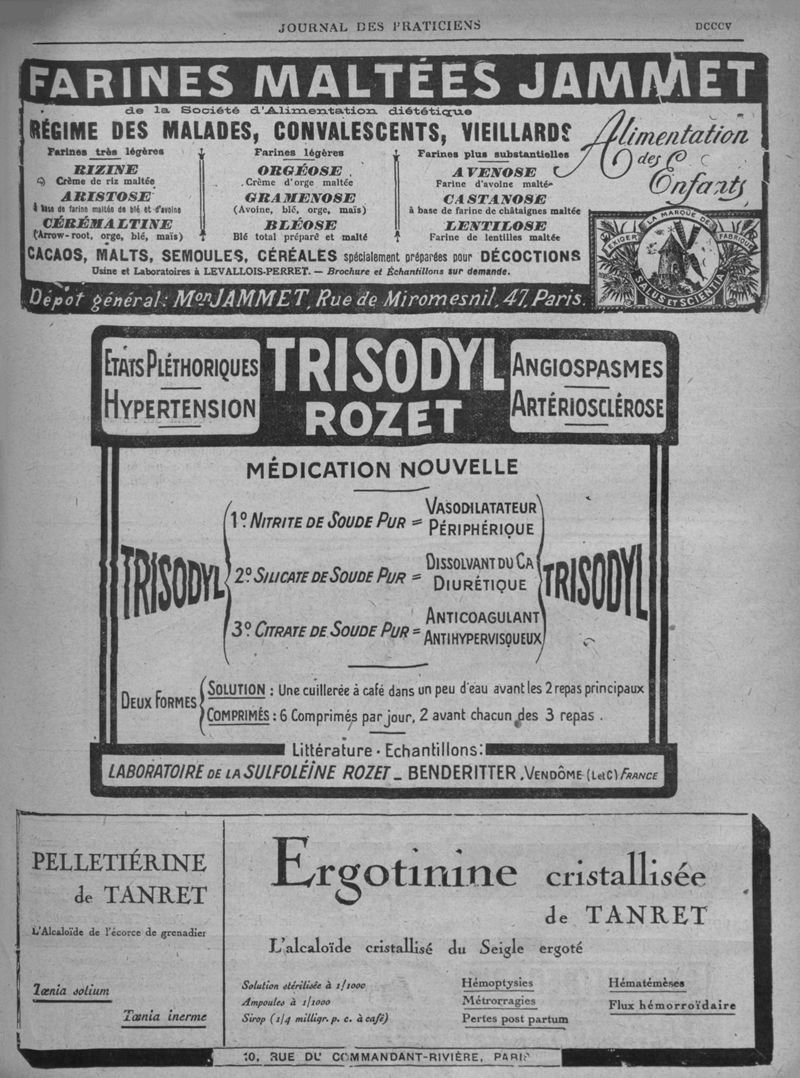 JOURNAL DES PRATICIENS
DCCCV
FARINES MALTÉES JAMMET
de la Société d'Alimentation diététique
RÉGIME DES MALADES, CONVALESCENTS, VIEILLARDS
Alimentation
des
Enfants
Farines très légères
RIZINE
Crème de riz maltée
ARISTOSE
à base de farine maltée de blé et d'avoine
CÉRÉMALTINE
(Arrow-root, orge, blé, maïs)
Farines légères
ORGÉOSE
Crème d'orge maltée
GRAMENOSE
(Avoine, blé, orge, maïs)
BLÉOSE
Blé total préparé et malté
Farines plus substantielles
AVENOSE
Farine d'avoine maltée
CASTANOSE
à base de farine de châtaignes maltée
LENTILOSE
Farine de lentilles maltée
EXIGER LA MARQUE DE FABRIQUE
SALUS ET SCIENTIA
CACAOS, MALTS, SEMOULES, CÉRÉALES spécialement préparées pour DÉCOCTIONS
Usine et Laboratoires à LEVALLOIS-PERRET. — Brochure et Échantillons sur demande.
Dépôt général: Mon JAMMET, Rue de Miromesnil, 47, Paris.
ETATS PLÉTHORIQUES
HYPERTENSION
TRISODYL
ROZET
ANGIOSPASMES
ARTÉRIOSCLÉROSE
MÉDICATION NOUVELLE
TRISODYL
1º NITRITE DE SOUDE PUR = VASODILATATEUR
PÉRIPHÉRIQUE
2º SILICATE DE SOUDE PUR = DISSOLVANT DU CA
DIURÉTIQUE
3º CITRATE DE SOUDE PUR = ANTICOAGULANT
ANTIHYPERVISQUEUX
TRISODYL
DEUX FORMES
SOLUTION : Une cuillerée à café dans un peu d'eau avant les 2 repas principaux
COMPRIMÉS : 6 Comprimés par jour, 2 avant chacun des 3 repas.
Littérature - Echantillons:
LABORATOIRE DE LA SULFOLÉÏNE ROZET _ BENDERITTER, VENDÔME (L et C) FRANCE
PELLETIÉRINE
de TANRET
L'Alcaloïde de l'écorce de grenadier
Tœnia solium
Tœnia inerme
Ergotinine cristallisée
de TANRET
L'alcaloïde cristallisé du Seigle ergoté
Solution stérilisée à 1/1000
Ampoules à 1/1000
Sirop (1/4 milligr. p. c. à café)
Hémoptysies
Métrorragies
Pertes post partum
Hématémèses
Flux hémorroïdaire
10, RUE DU COMMANDANT-RIVIÈRE, PARIS